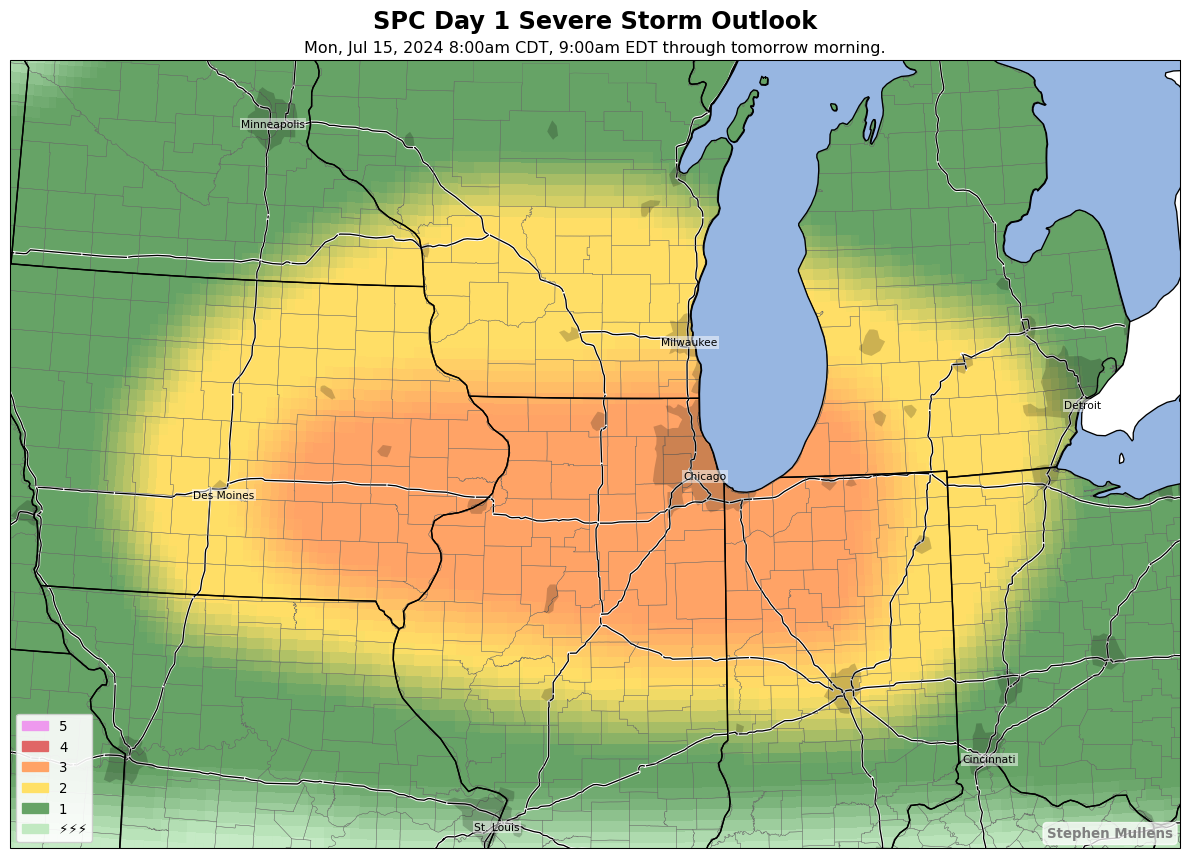 SPC Day 1 Severe Storm Outlook
Mon, Jul 15, 2024 8:00am CDT, 9:00am EDT through tomorrow morning.
Minneapolis
Milwaukee
Detroit
Chicago
Des Moines
Cincinnati
St. Louis
5
4
3
2
1
⚡⚡⚡
Stephen Mullens